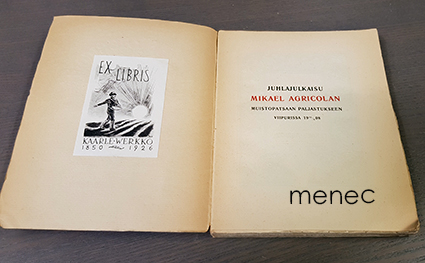 EX
LIBRIS
KAARLE·WERKKO
1850 1926
JUHLAJULKAISU
MIKAEL AGRICOLAN
MUISTOPATSAAN PALJASTUKSEEN
VIIPURISSA
menec